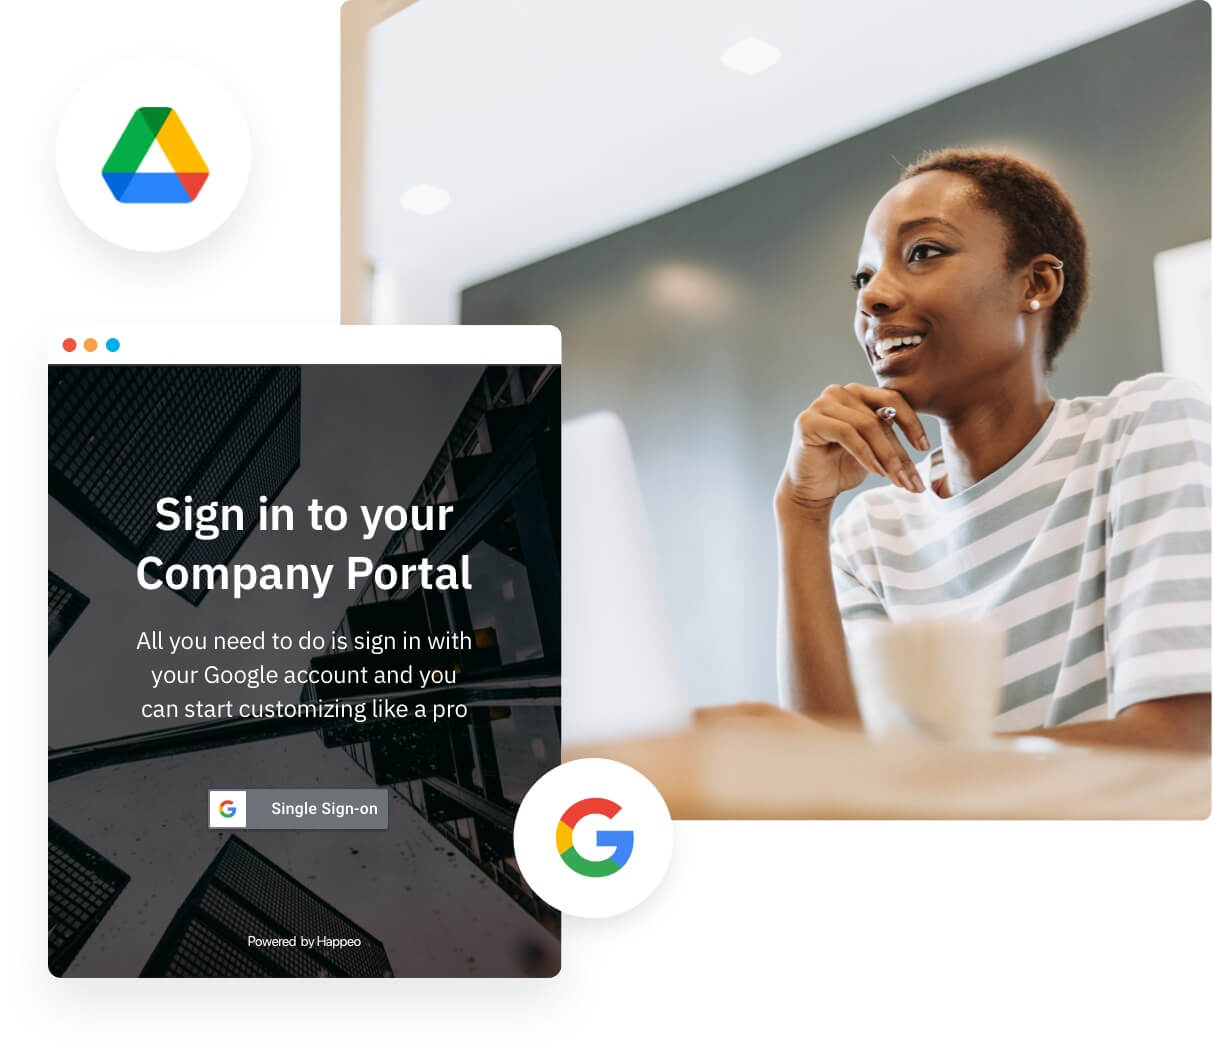 Sign in to your
Company Portal
All you need to do is sign in with
your Google account and you
can start customizing like a pro
Single Sign-on
Powered by Happeo